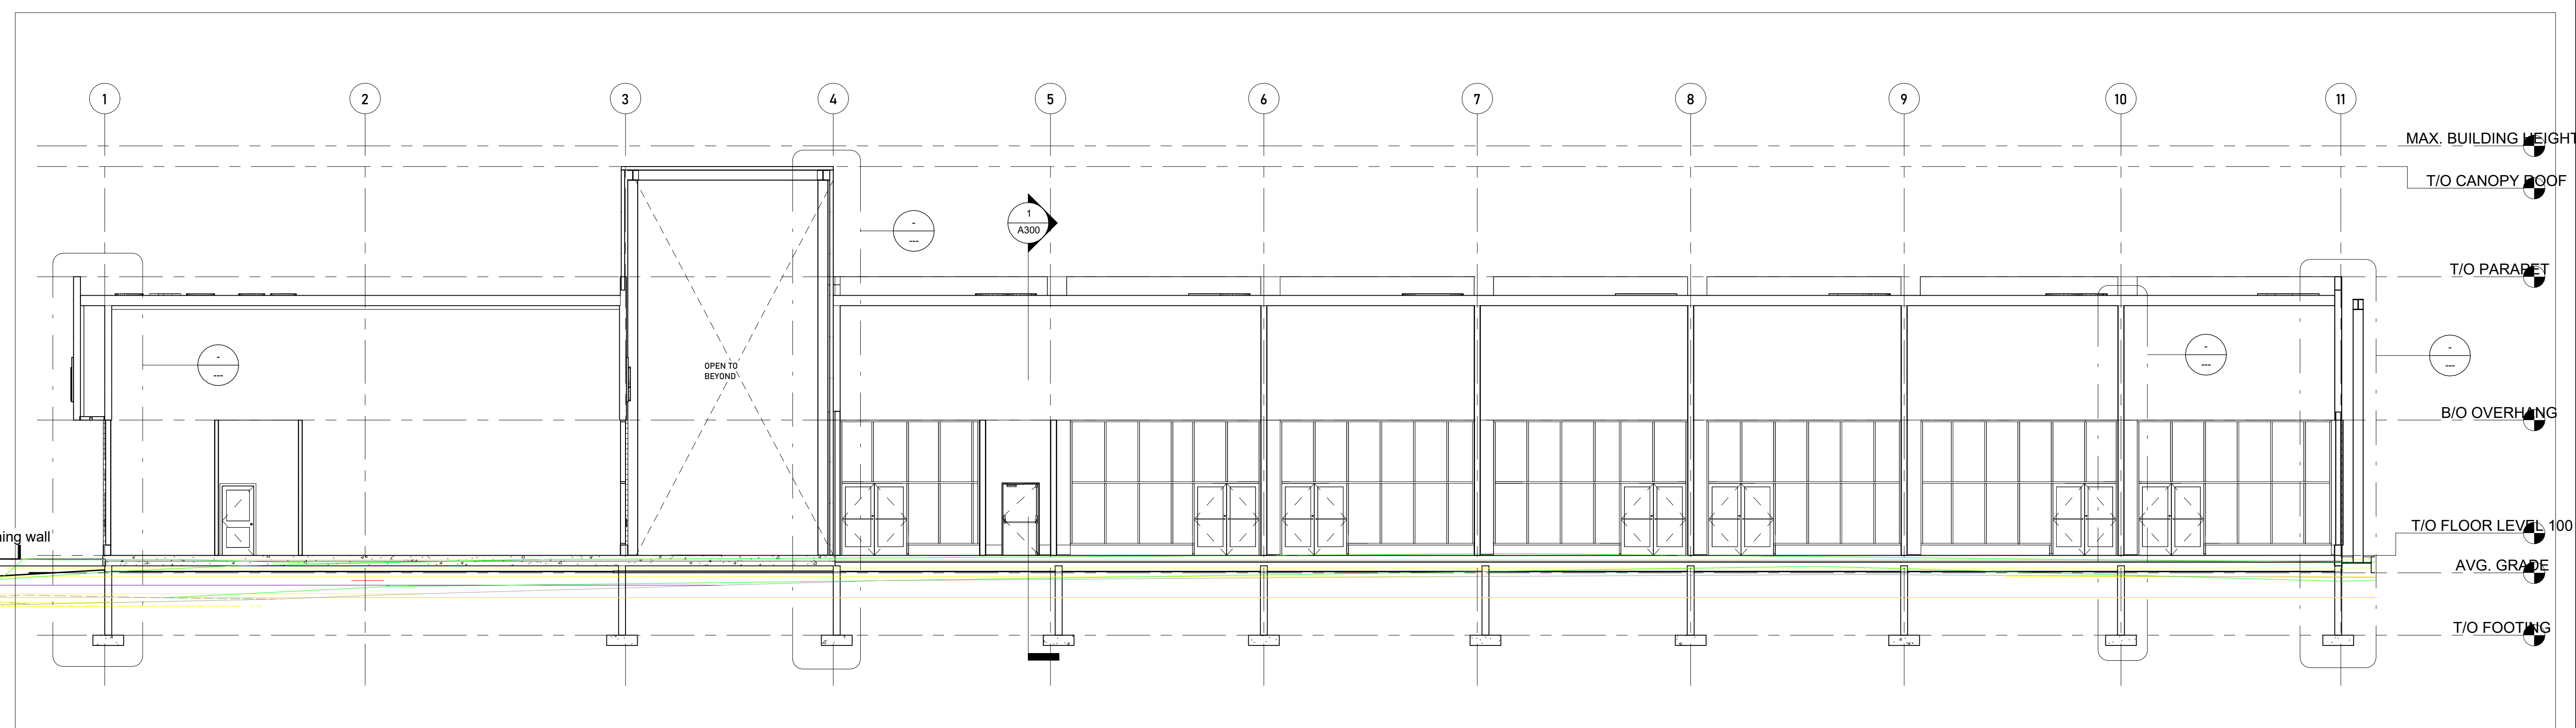 1 2 3 4 5 6 7 8 9 10 11
MAX. BUILDING HEIGHT
T/O CANOPY ROOF
1
A300
-
---
T/O PARAPET
-
---
OPEN TO
BEYOND
-
---
-
---
B/O OVERHANG
T/O FLOOR LEVEL 100
ning wall
AVG. GRADE
T/O FOOTING